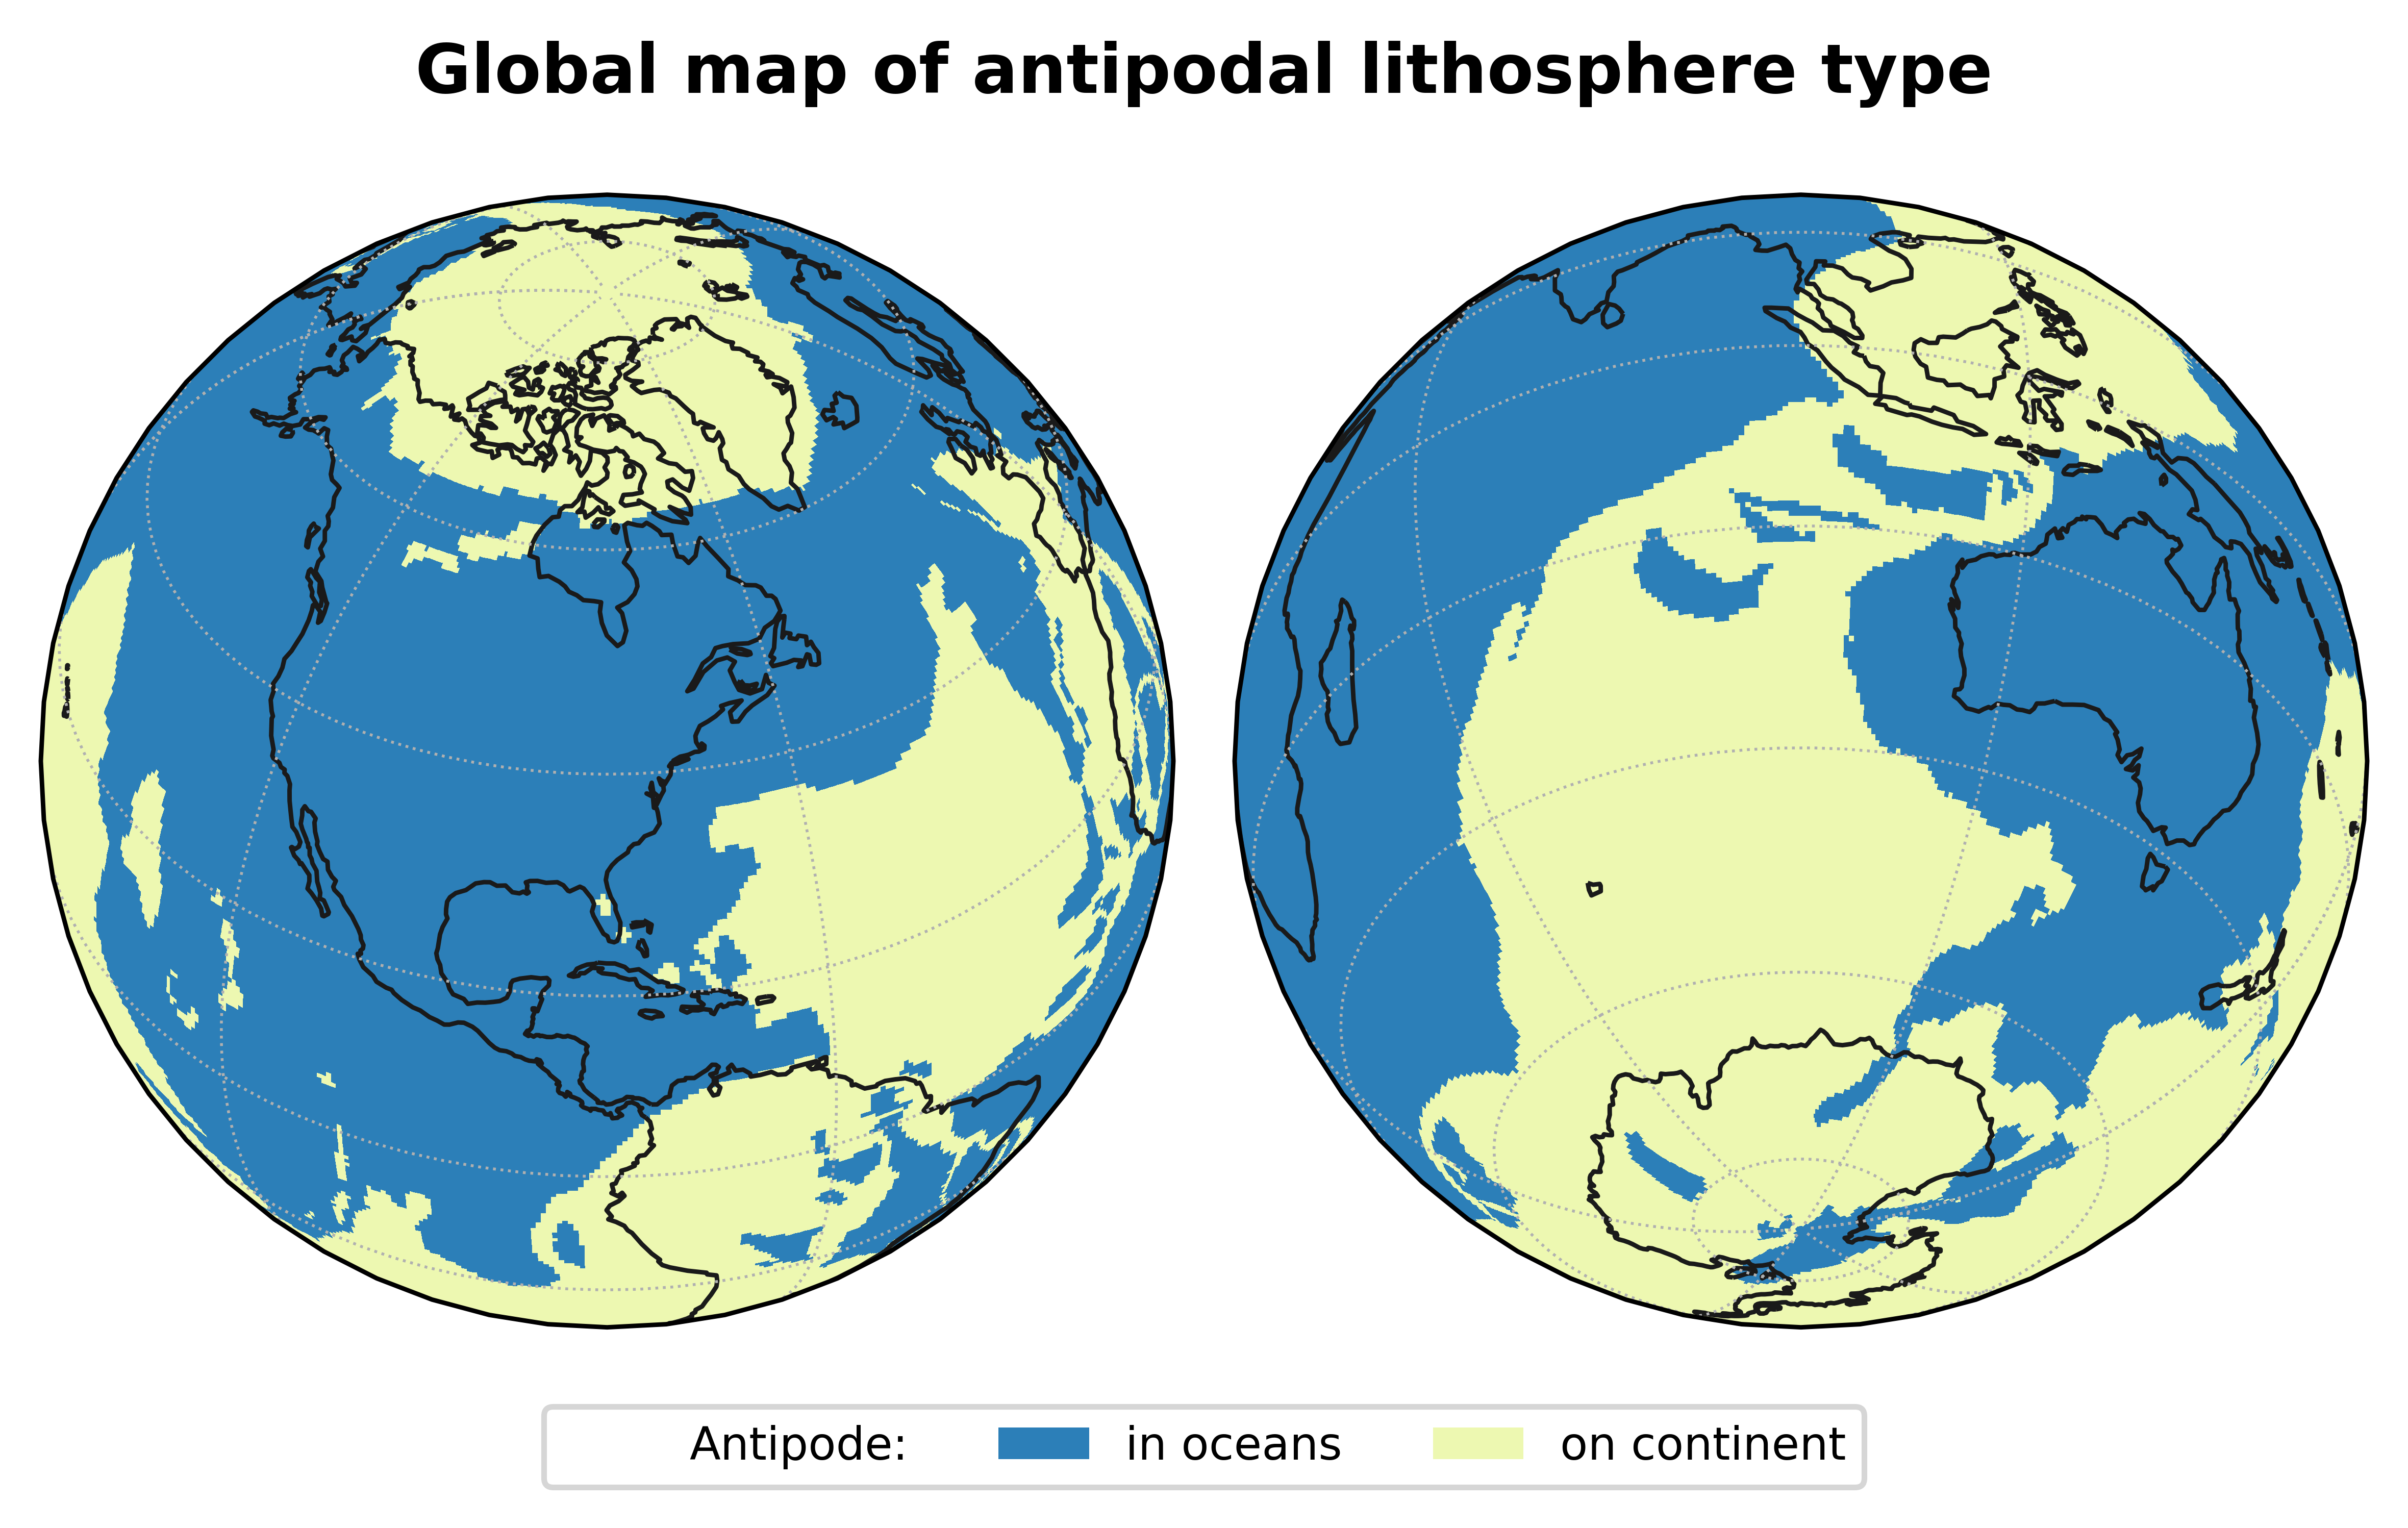 Global map of antipodal lithosphere type
Antipode: in oceans on continent